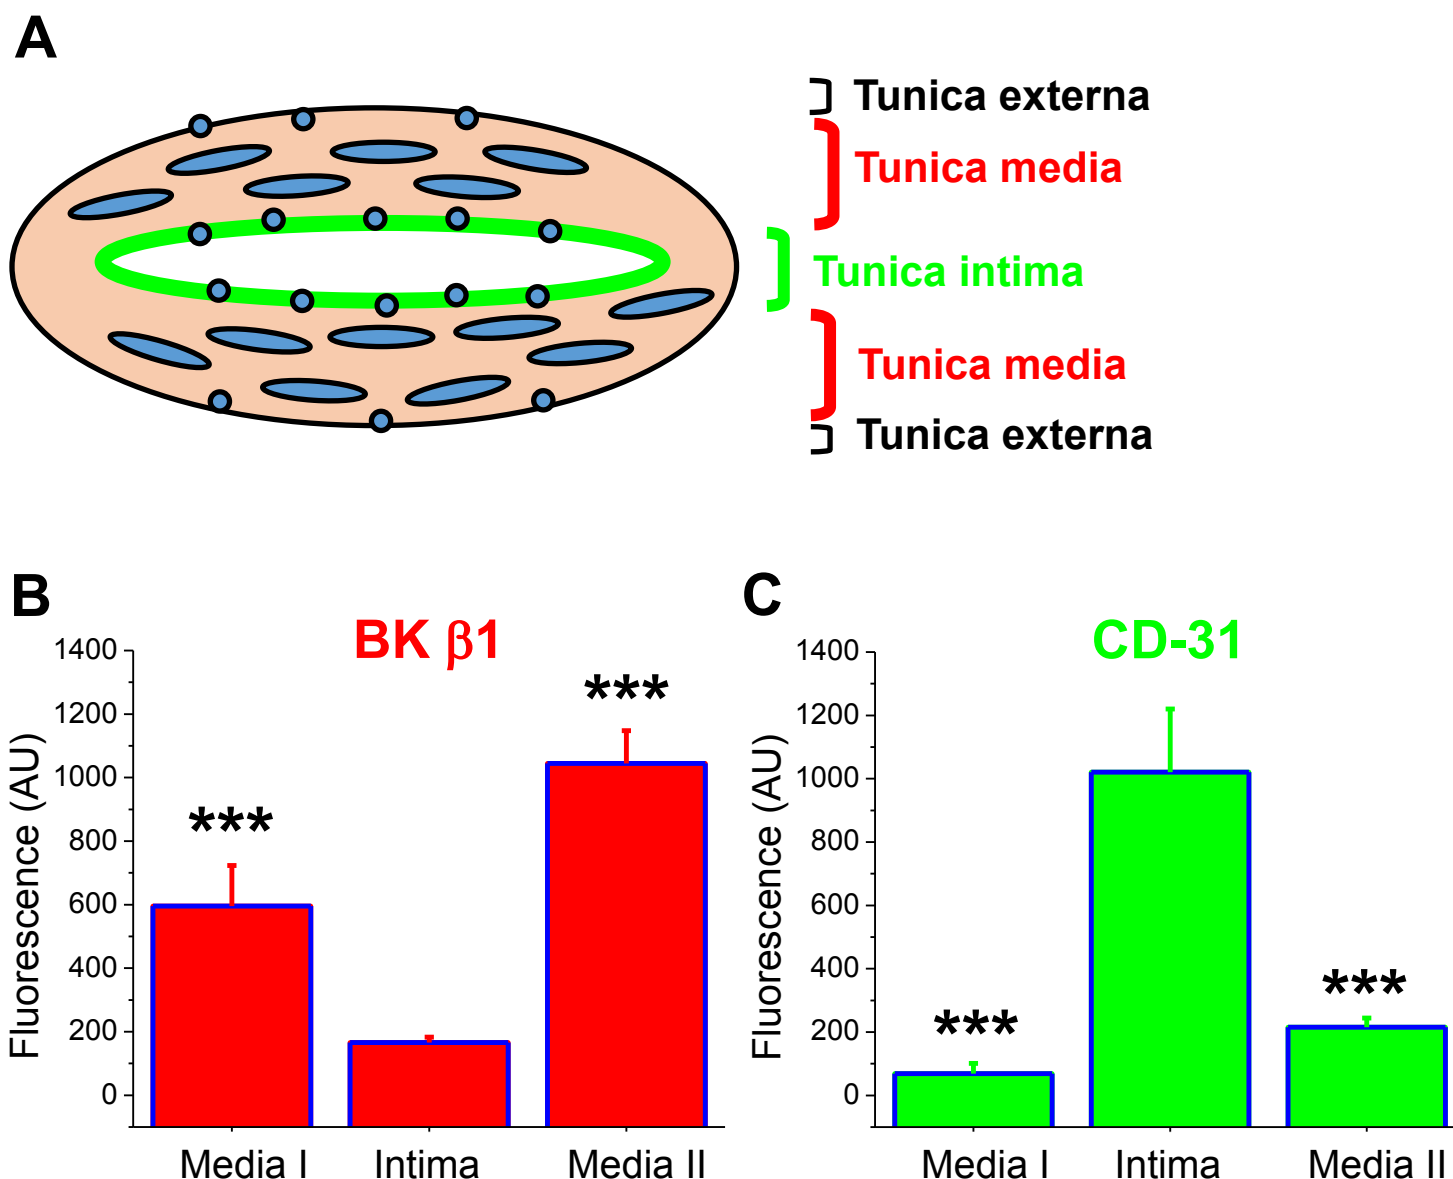 A
Tunica externa
Tunica media
Tunica intima
Tunica media
Tunica externa
B
BK β1
1400
1200
1000
800
600
400
200
0
Fluorescence (AU)
***
***
Media I
Intima
Media II
C
CD-31
1400
1200
1000
800
600
400
200
0
Fluorescence (AU)
***
***
Media I
Intima
Media II